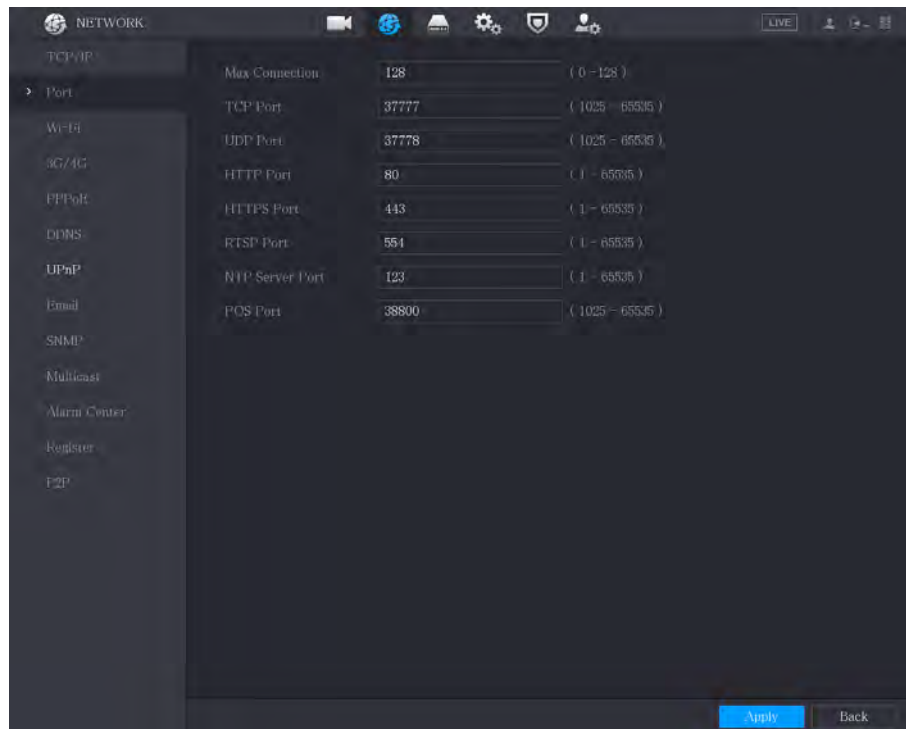 NETWORK
LIVE
TCP/IP
Port
Wi-Fi
3G/4G
PPPoE
DDNS
UPnP
Email
SNMP
Multicast
Alarm Center
Register
P2P
Max Connection 128 ( 0 -128 )
TCP Port 37777 ( 1025 - 65535 )
UDP Port 37778 ( 1025 - 65535 )
HTTP Port 80 ( 1 - 65535 )
HTTPS Port 443 ( 1 - 65535 )
RTSP Port 554 ( 1 - 65535 )
NTP Server Port 123 ( 1 - 65535 )
POS Port 38800 ( 1025 - 65535 )
Apply Back